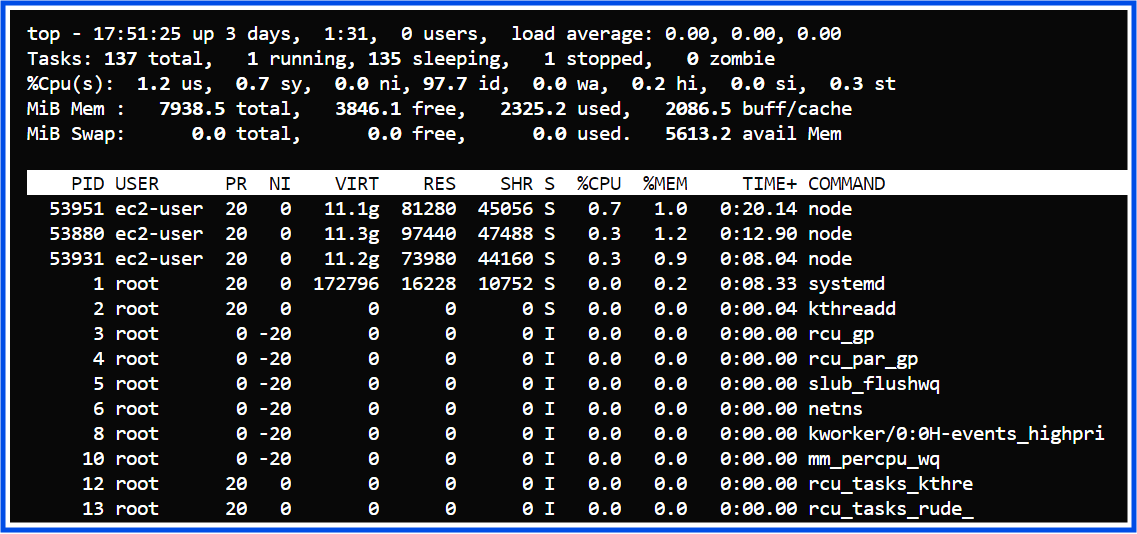 top - 17:51:25 up 3 days,  1:31,  0 users,  load average: 0.00, 0.00, 0.00
Tasks: 137 total,   1 running, 135 sleeping,   1 stopped,   0 zombie
%Cpu(s):  1.2 us,  0.7 sy,  0.0 ni, 97.7 id,  0.0 wa,  0.2 hi,  0.0 si,  0.3 st
MiB Mem :   7938.5 total,   3846.1 free,   2325.2 used,   2086.5 buff/cache
MiB Swap:      0.0 total,      0.0 free,      0.0 used.   5613.2 avail Mem
PID USER      PR  NI    VIRT    RES    SHR S  %CPU  %MEM     TIME+ COMMAND
53951 ec2-user  20   0   11.1g  81280  45056 S   0.7   1.0   0:20.14 node
53880 ec2-user  20   0   11.3g  97440  47488 S   0.3   1.2   0:12.90 node
53931 ec2-user  20   0   11.2g  73980  44160 S   0.3   0.9   0:08.04 node
1 root      20   0  172796  16228  10752 S   0.0   0.2   0:08.33 systemd
2 root      20   0       0      0      0 S   0.0   0.0   0:00.04 kthreadd
3 root       0 -20       0      0      0 I   0.0   0.0   0:00.00 rcu_gp
4 root       0 -20       0      0      0 I   0.0   0.0   0:00.00 rcu_par_gp
5 root       0 -20       0      0      0 I   0.0   0.0   0:00.00 slub_flushwq
6 root       0 -20       0      0      0 I   0.0   0.0   0:00.00 netns
8 root       0 -20       0      0      0 I   0.0   0.0   0:00.00 kworker/0:0H-events_highpri
10 root       0 -20       0      0      0 I   0.0   0.0   0:00.00 mm_percpu_wq
12 root      20   0       0      0      0 I   0.0   0.0   0:00.00 rcu_tasks_kthre
13 root      20   0       0      0      0 I   0.0   0.0   0:00.00 rcu_tasks_rude_